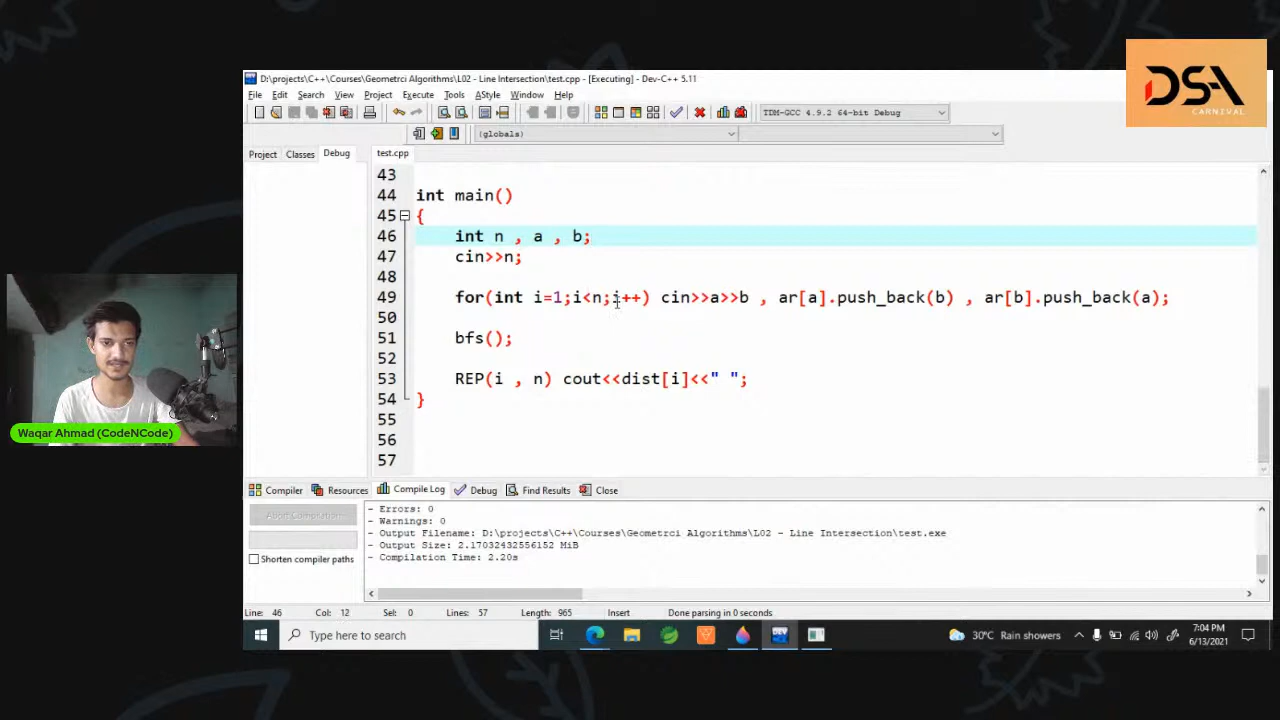 DSA
CARNIVAL
D:\projects\C++\Courses\Geometrci Algorithms\L02 - Line Intersection\test.cpp - [Executing] - Dev-C++ 5.11
File Edit Search View Project Execute Tools AStyle Window Help
TDM-GCC 4.9.2 64-bit Debug
(globals)
Project Classes Debug test.cpp
43
44 int main()
45 {
46 int n , a , b;
47 cin>>n;
48
49 for(int i=1;i<n;i++) cin>>a>>b , ar[a].push_back(b) , ar[b].push_back(a);
50
51 bfs();
52
53 REP(i , n) cout<<dist[i]<<" ";
54 }
55
56
57
Waqar Ahmad (CodeNCode)
Compiler Resources Compile Log Debug Find Results Close
Abort Compilation
Shorten compiler paths
- Errors: 0
- Warnings: 0
- Output Filename: D:\projects\C++\Courses\Geometrci Algorithms\L02 - Line Intersection\test.exe
- Output Size: 2.17032432556152 MiB
- Compilation Time: 2.20s
Line: 46 Col: 12 Sel: 0 Lines: 57 Length: 965 Insert Done parsing in 0 seconds
Type here to search
DEV
30°C Rain showers
7:04 PM
6/13/2021